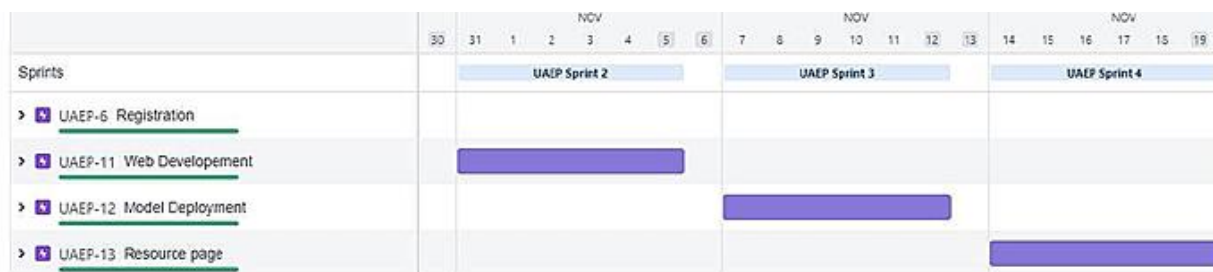 NOV NOV NOV
30 31 1 2 3 4 5 6 7 8 9 10 11 12 13 14 15 16 17 18 19
Sprints UAEP Sprint 2 UAEP Sprint 3 UAEP Sprint 4
UAEP-6 Registration
UAEP-11 Web Developement
UAEP-12 Model Deployment
UAEP-13 Resource page